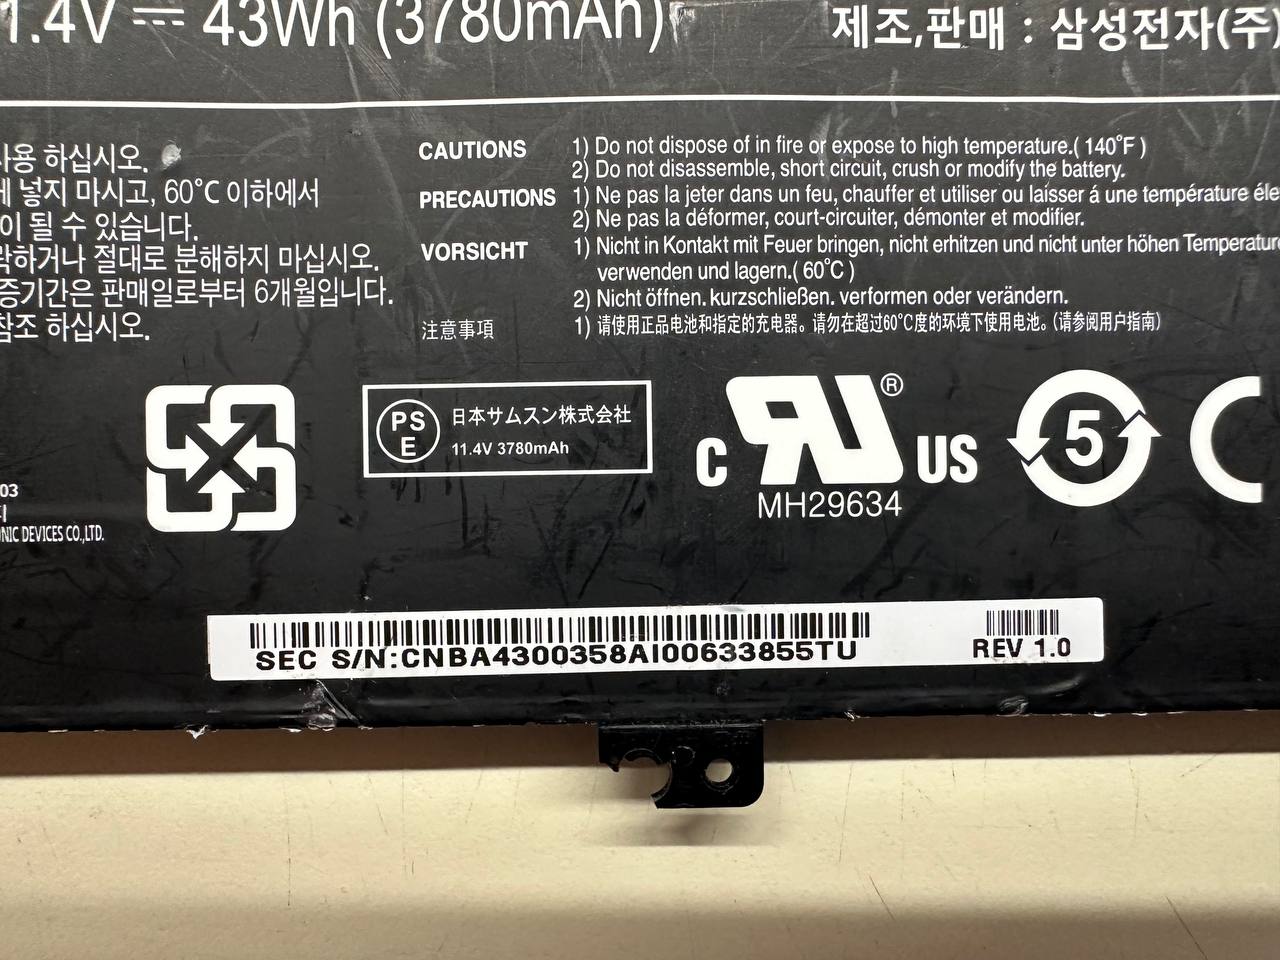 1.4V ⎓ 43Wh (3780mAh)
제조,판매 : 삼성전자(주)
사용 하십시오.
에 넣지 마시고, 60°C 이하에서
이 될 수 있습니다.
락하거나 절대로 분해하지 마십시오.
증기간은 판매일로부터 6개월입니다.
참조 하십시오.
CAUTIONS 1) Do not dispose of in fire or expose to high temperature.( 140°F )
2) Do not disassemble, short circuit, crush or modify the battery.
PRECAUTIONS 1) Ne pas la jeter dans un feu, chauffer et utiliser ou laisser á une température éle
2) Ne pas la déformer, court-circuiter, démonter et modifier.
VORSICHT 1) Nicht in Kontakt mit Feuer bringen, nicht erhitzen und nicht unter höhen Temperature
verwenden und lagern.( 60°C )
2) Nicht öffnen. kurzschließen. verformen oder verändern.
注意事項 1) 请使用正品电池和指定的充电器。请勿在超过60°C度的环境下使用电池。(请参阅用户指南)
03
NIC DEVICES CO.,LTD.
PS
E
日本サムスン株式会社
11.4V 3780mAh
C RU ® US
MH29634
5
C
SEC S/N:CNBA4300358AI00633855TU
REV 1.0